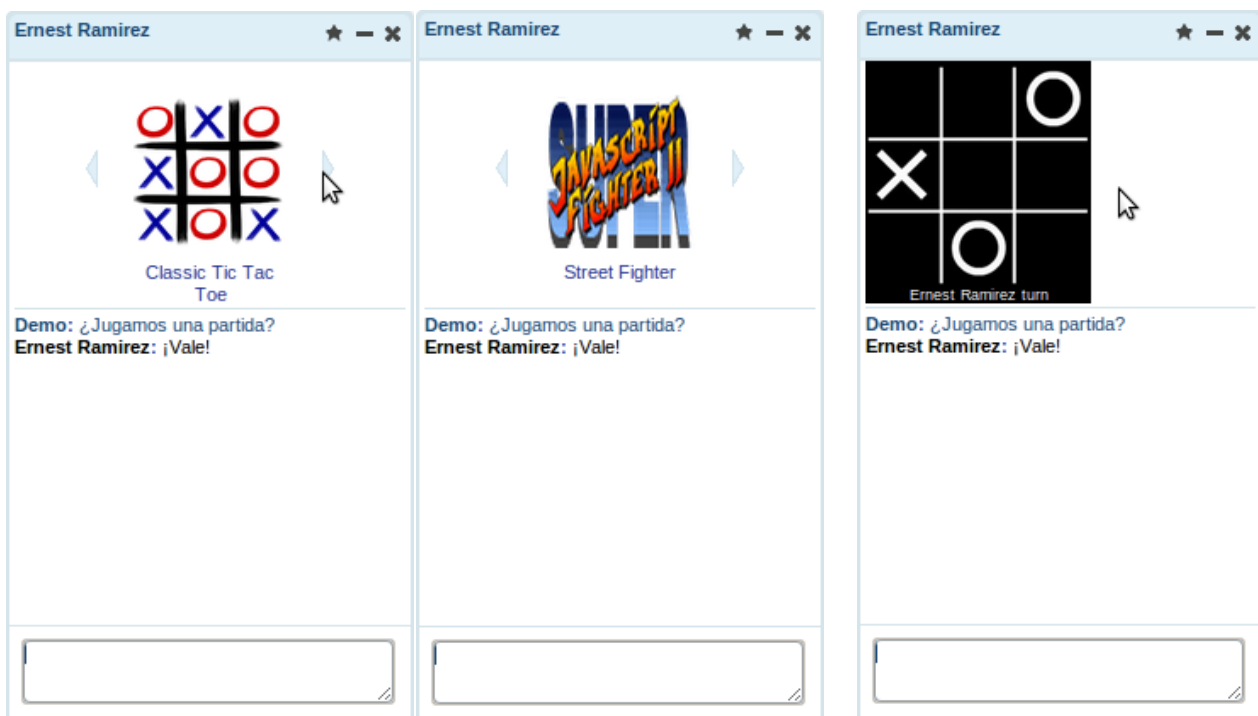 Ernest Ramirez
O X O
X O O
X O X
Classic Tic Tac
Toe
Demo: ¿Jugamos una partida?
Ernest Ramirez: ¡Vale!
Ernest Ramirez
SUPER
JAVASCRIPT
FIGHTER II
Street Fighter
Demo: ¿Jugamos una partida?
Ernest Ramirez: ¡Vale!
Ernest Ramirez
O
X
O
Ernest Ramirez turn
Demo: ¿Jugamos una partida?
Ernest Ramirez: ¡Vale!